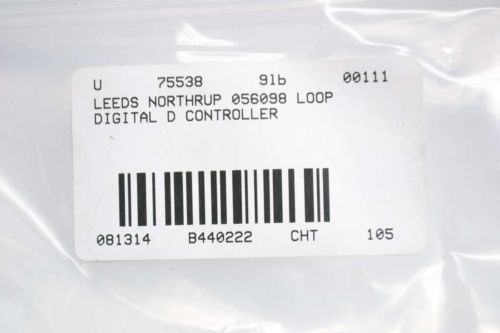 U 75538 9lb 00111
LEEDS NORTHRUP 056098 LOOP
DIGITAL D CONTROLLER
081314 B440222 CHT 105